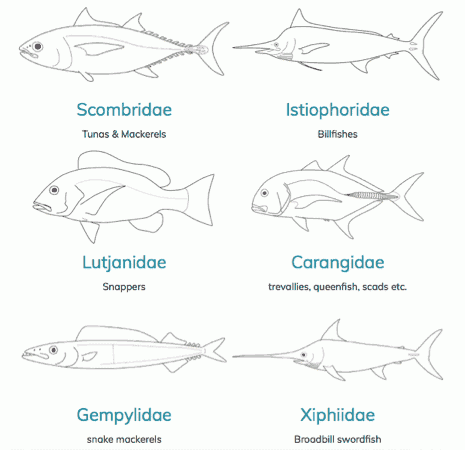 Scombridae
Istiophoridae
Tunas & Mackerels
Billfishes
Lutjanidae
Carangidae
Snappers
trevallies, queenfish, scads etc.
Gempylidae
Xiphiidae
snake mackerels
Broadbill swordfish